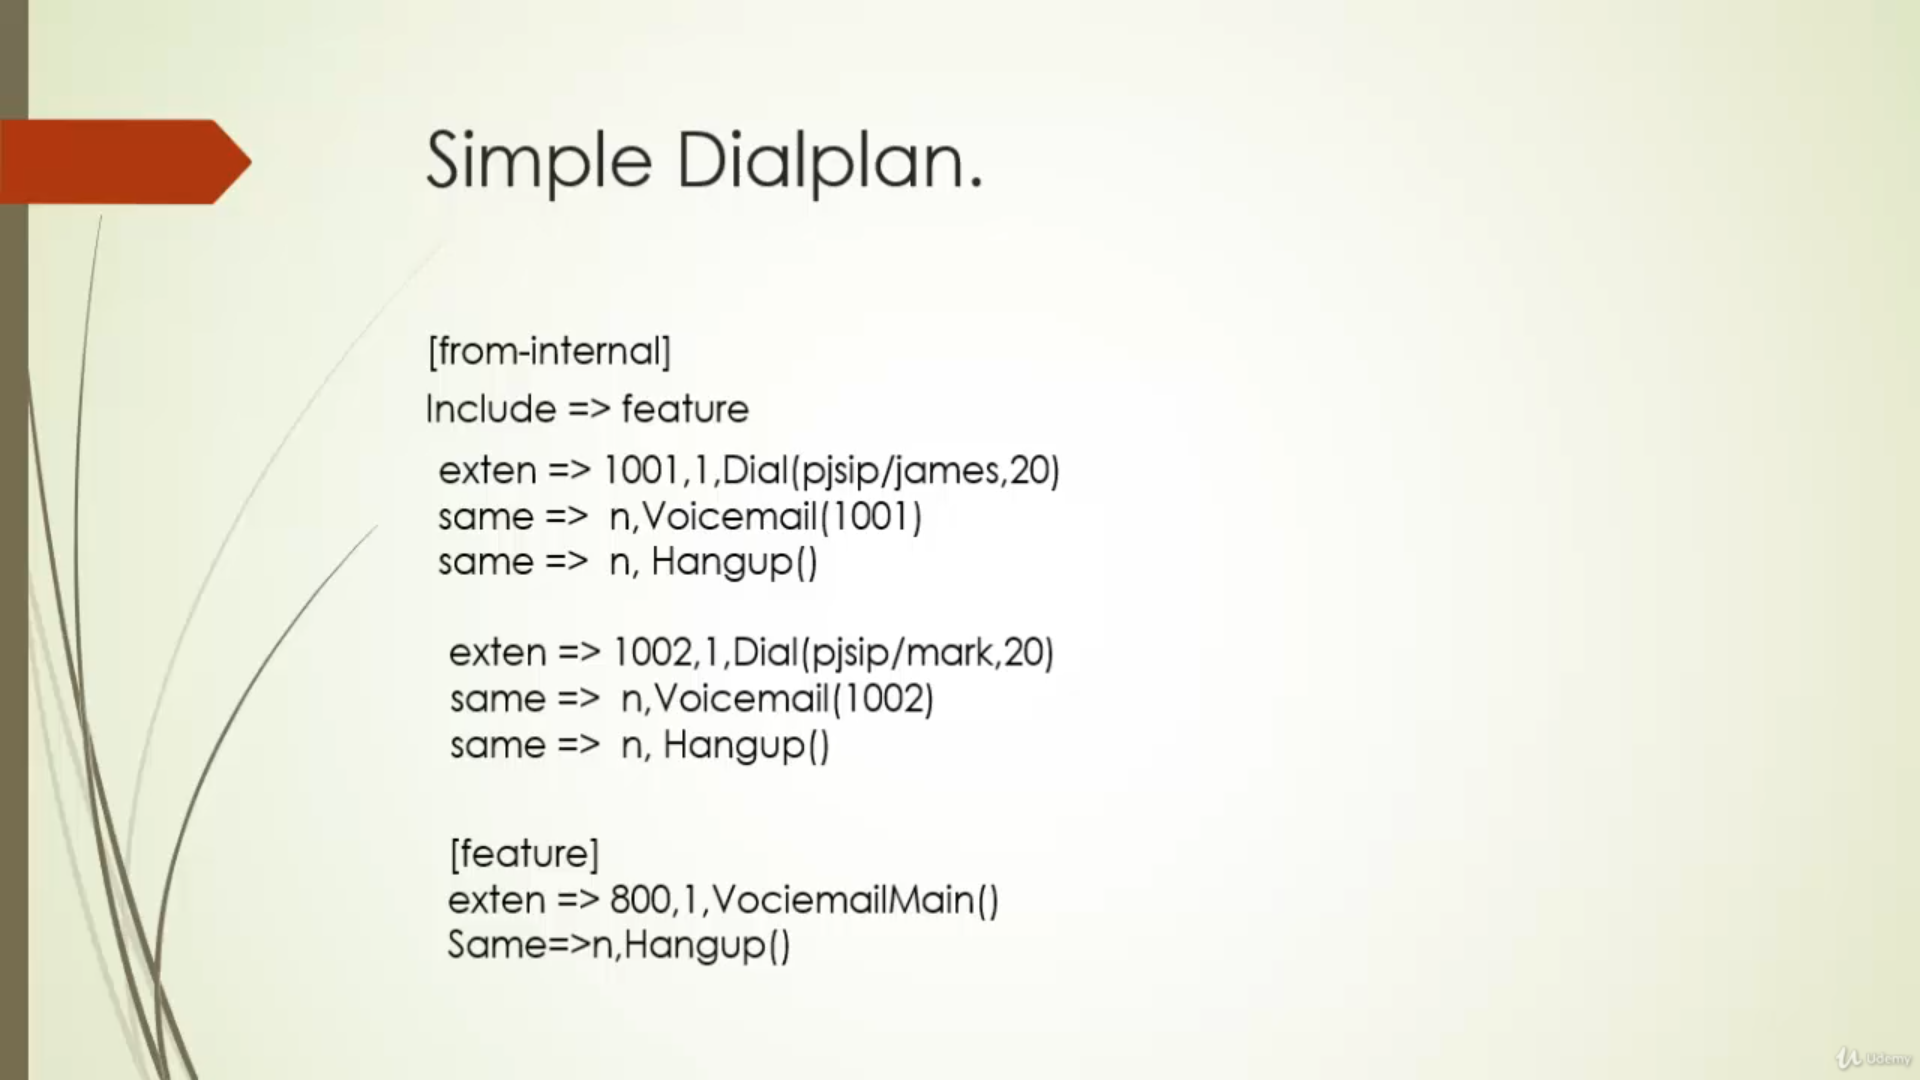 Simple Dialplan.
[from-internal]
Include => feature
exten => 1001,1,Dial(pjsip/james,20)
same => n,Voicemail(1001)
same => n, Hangup()
exten => 1002,1,Dial(pjsip/mark,20)
same => n,Voicemail(1002)
same => n, Hangup()
[feature]
exten => 800,1,VociemailMain()
Same=>n,Hangup()
Udemy